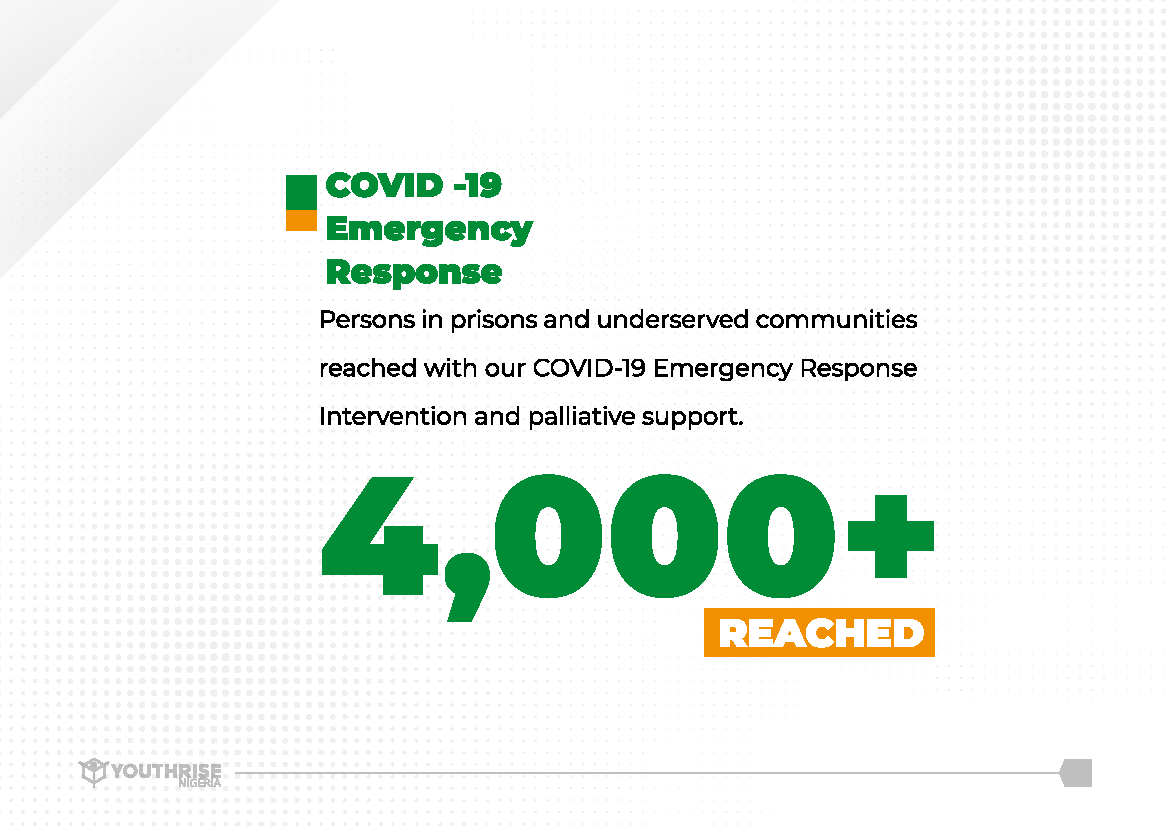 COVID -19
Emergency
Response
Persons in prisons and underserved communities
reached with our COVID-19 Emergency Response
Intervention and palliative support.
4,000+
REACHED
YOUTHRISE
NIGERIA